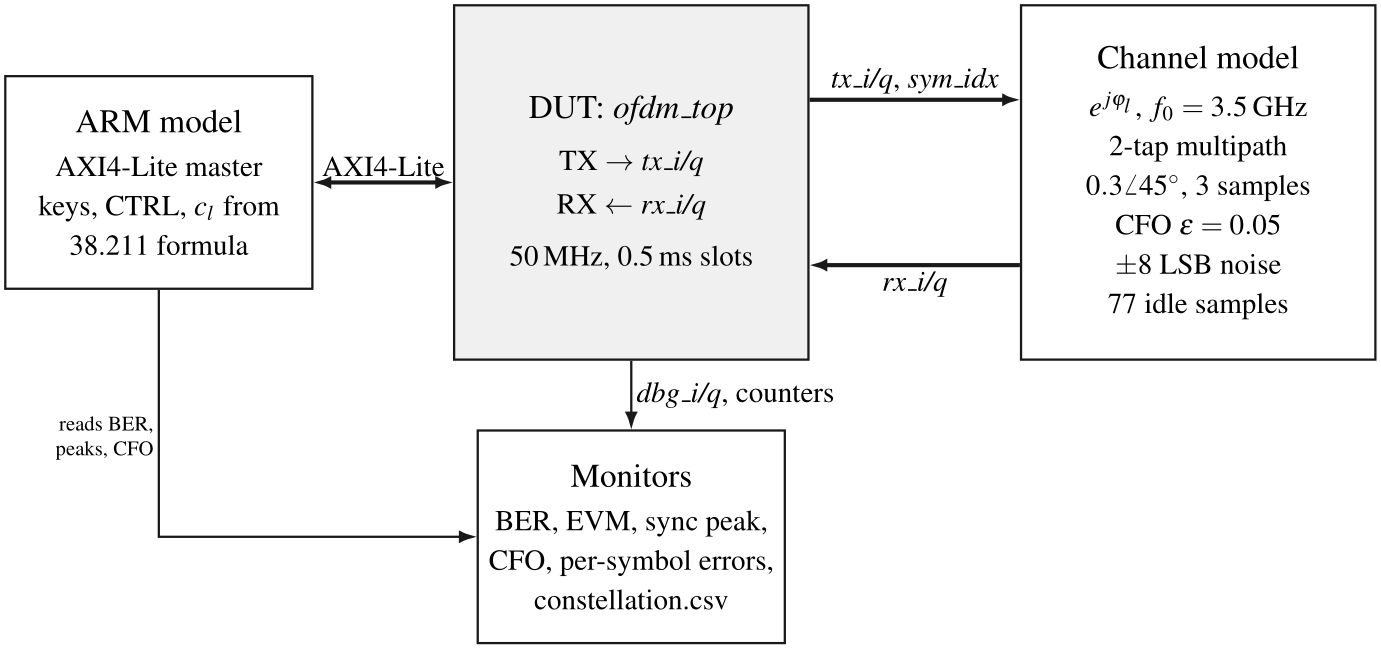 ARM model
AXI4-Lite master
keys, CTRL, cₗ from
38.211 formula
AXI4-Lite
DUT: ofdm_top
TX → tx_i/q
RX ← rx_i/q
50 MHz, 0.5 ms slots
tx_i/q, sym_idx
rx_i/q
Channel model
e^{jφₗ}, f₀ = 3.5 GHz
2-tap multipath
0.3∠45°, 3 samples
CFO ε = 0.05
±8 LSB noise
77 idle samples
dbg_i/q, counters
reads BER,
peaks, CFO
Monitors
BER, EVM, sync peak,
CFO, per-symbol errors,
constellation.csv